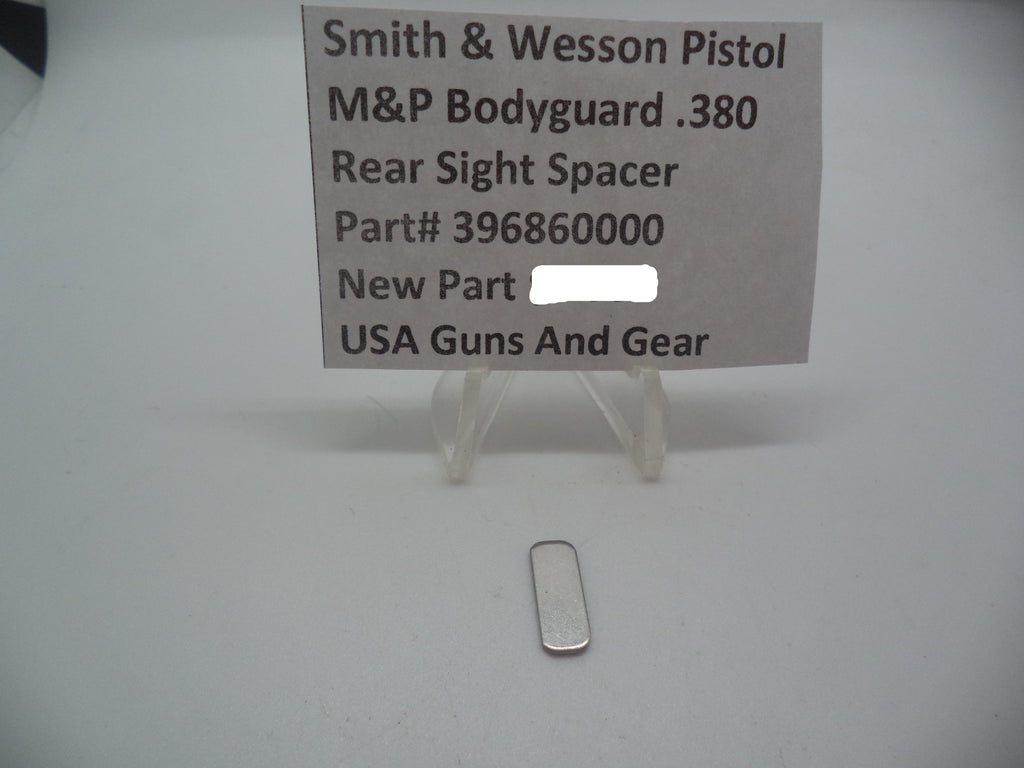 Smith & Wesson Pistol
M&P Bodyguard .380
Rear Sight Spacer
Part# 396860000
New Part
USA Guns And Gear